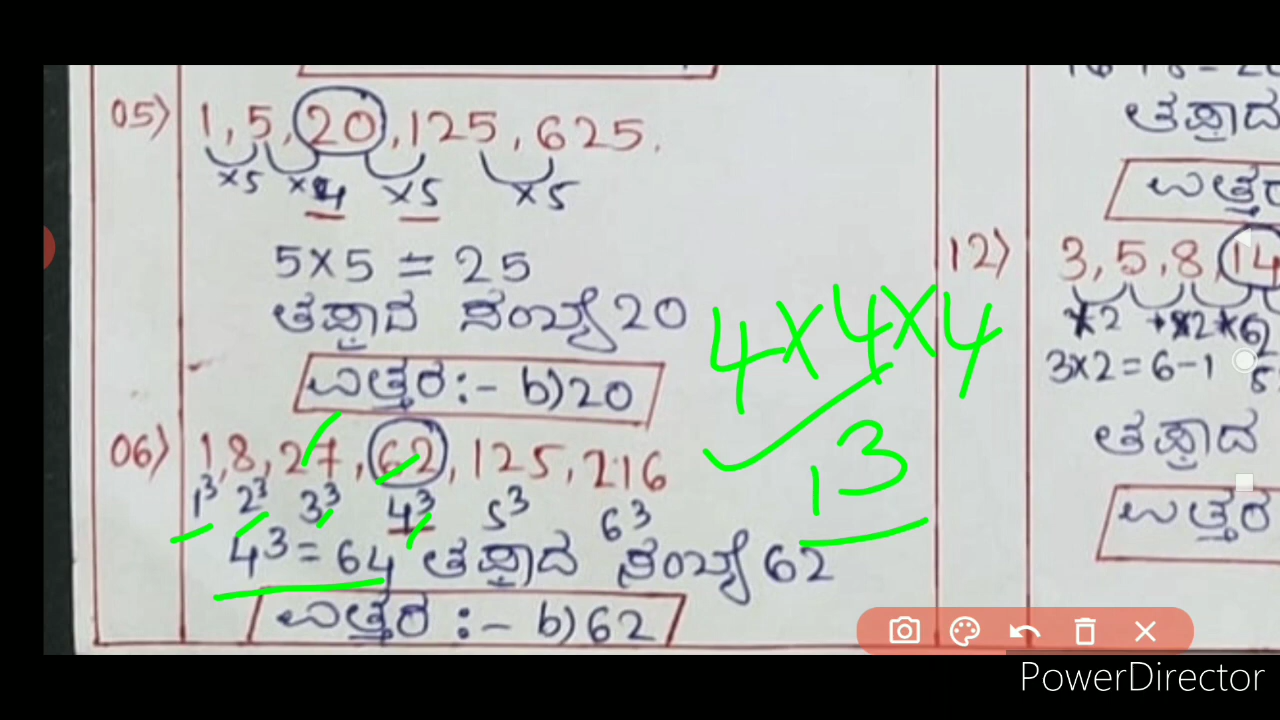 05) 1, 5, 20, 125, 625.
×5 ×4 ×5 ×5
5×5 = 25
ತಪ್ಪಾದ ಸಂಖ್ಯೆ 20
ಉತ್ತರ :- b) 20
06) 1, 8, 27, 62, 125, 216
1³ 2³ 3³ 4³ 5³ 6³
4³ = 64 ತಪ್ಪಾದ ಸಂಖ್ಯೆ 62
ಉತ್ತರ :- b) 62
4×4×4
13
ತಪ್ಪಾದ
12) 3, 5, 8, 14
3×2=6-1
ತಪ್ಪಾದ
ಉತ್ತರ
PowerDirector